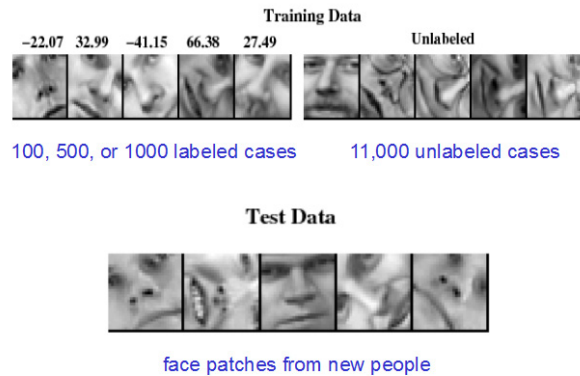 Training Data
-22.07 32.99 -41.15 66.38 27.49 Unlabeled
100, 500, or 1000 labeled cases 11,000 unlabeled cases
Test Data
face patches from new people